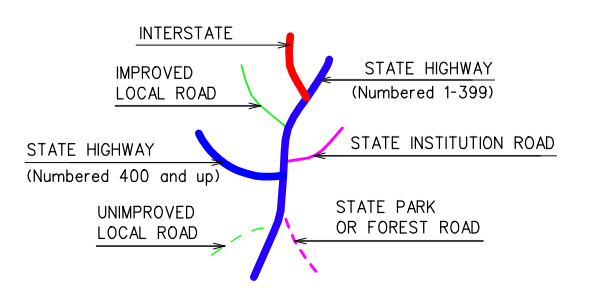 INTERSTATE
STATE HIGHWAY
(Numbered 1-399)
IMPROVED
LOCAL ROAD
STATE INSTITUTION ROAD
STATE HIGHWAY
(Numbered 400 and up)
STATE PARK
OR FOREST ROAD
UNIMPROVED
LOCAL ROAD